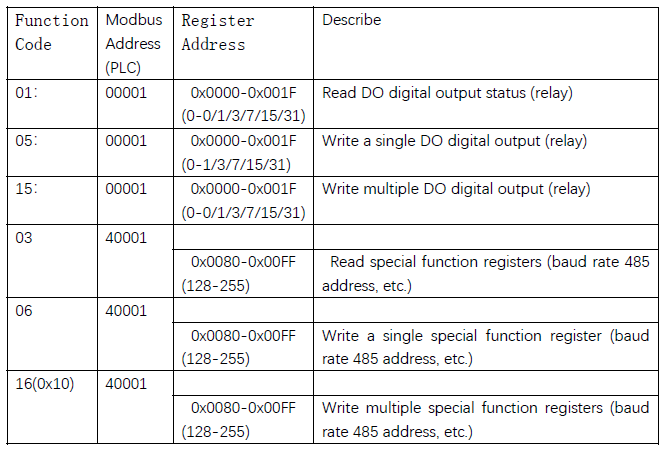 Function Code Modbus Address (PLC) Register Address Describe
01: 00001 0x0000-0x001F (0-0/1/3/7/15/31) Read DO digital output status (relay)
05: 00001 0x0000-0x001F (0-1/3/7/15/31) Write a single DO digital output (relay)
15: 00001 0x0000-0x001F (0-0/1/3/7/15/31) Write multiple DO digital output (relay)
03 40001
0x0080-0x00FF (128-255) Read special function registers (baud rate 485 address, etc.)
06 40001
0x0080-0x00FF (128-255) Write a single special function register (baud rate 485 address, etc.)
16(0x10) 40001
0x0080-0x00FF (128-255) Write multiple special function registers (baud rate 485 address, etc.)